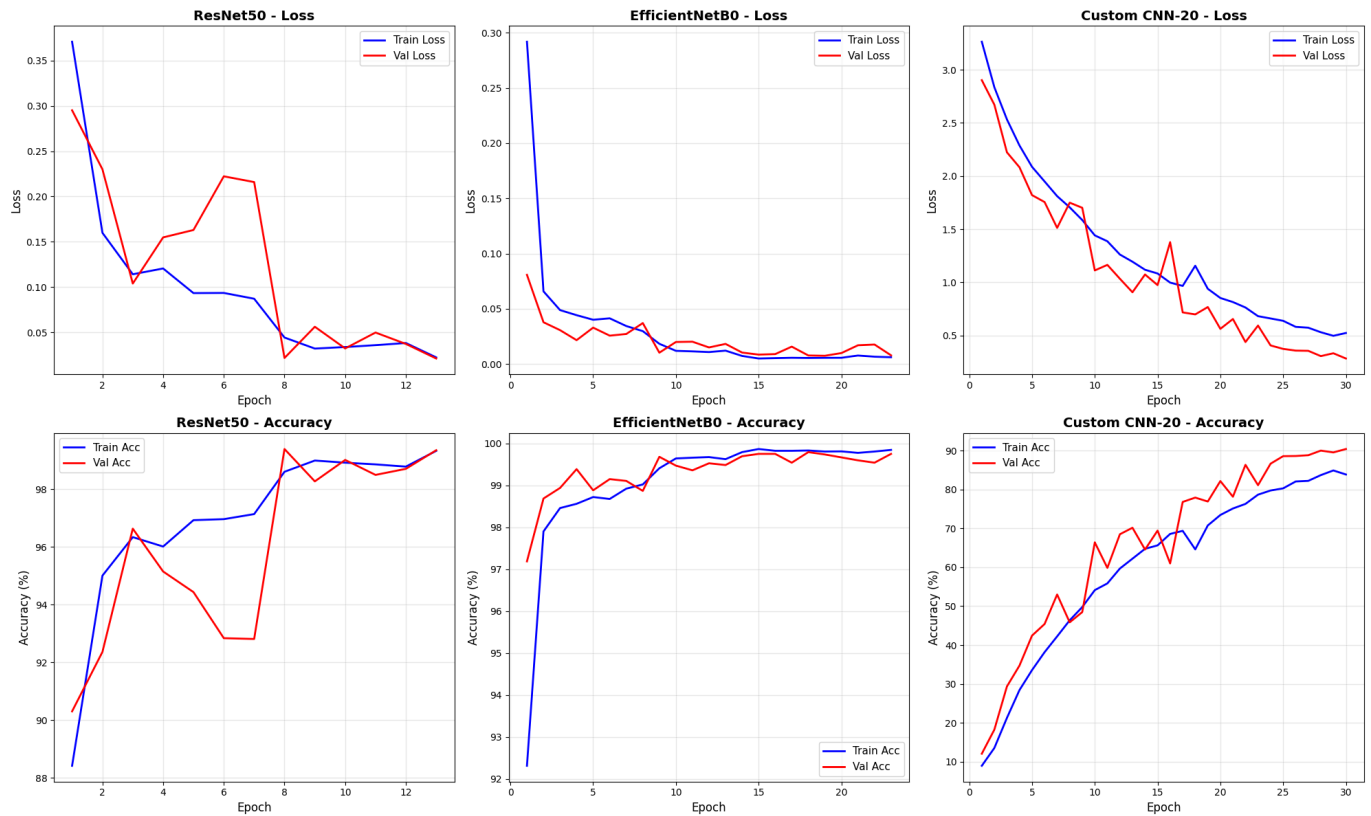 ResNet50 - Loss
Train Loss
Val Loss
0.35
0.30
0.25
0.20
0.15
0.10
0.05
Loss
2 4 6 8 10 12
Epoch
EfficientNetB0 - Loss
Train Loss
Val Loss
0.30
0.25
0.20
0.15
0.10
0.05
0.00
Loss
0 5 10 15 20
Epoch
Custom CNN-20 - Loss
Train Loss
Val Loss
3.0
2.5
2.0
1.5
1.0
0.5
Loss
0 5 10 15 20 25 30
Epoch
ResNet50 - Accuracy
Train Acc
Val Acc
98
96
94
92
90
88
Accuracy (%)
2 4 6 8 10 12
Epoch
EfficientNetB0 - Accuracy
100
99
98
97
96
95
94
93
92
Accuracy (%)
Train Acc
Val Acc
0 5 10 15 20
Epoch
Custom CNN-20 - Accuracy
Train Acc
Val Acc
90
80
70
60
50
40
30
20
10
Accuracy (%)
0 5 10 15 20 25 30
Epoch